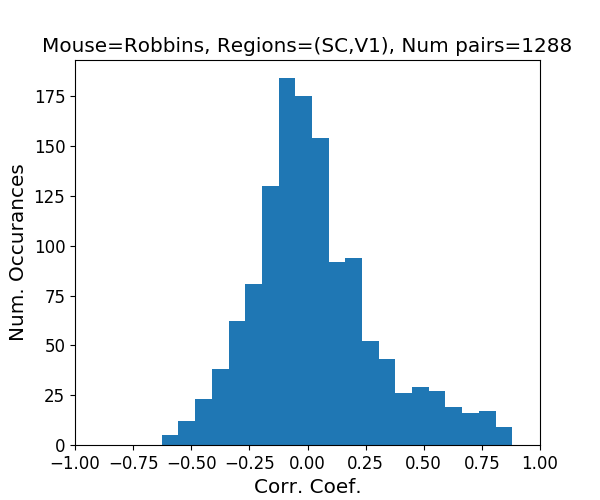 Mouse=Robbins, Regions=(SC,V1), Num pairs=1288
175
150
125
100
75
50
25
0
Num. Occurances
−1.00 −0.75 −0.50 −0.25 0.00 0.25 0.50 0.75 1.00
Corr. Coef.